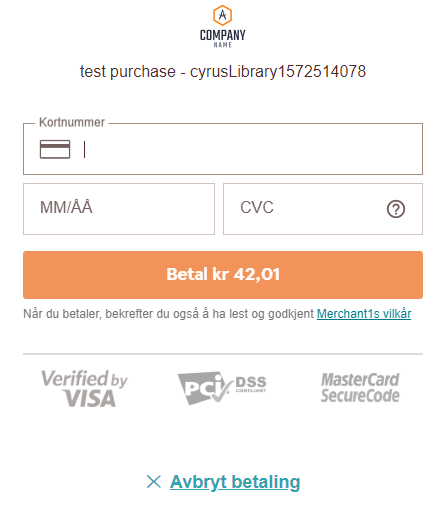 COMPANY
NAME
test purchase - cyrusLibrary1572514078
Kortnummer
MM/ÅÅ
CVC
Betal kr 42,01
Når du betaler, bekrefter du også å ha lest og godkjent Merchant1s vilkår
Verified by
VISA
PCI DSS
COMPLIANT
MasterCard
SecureCode
Avbryt betaling